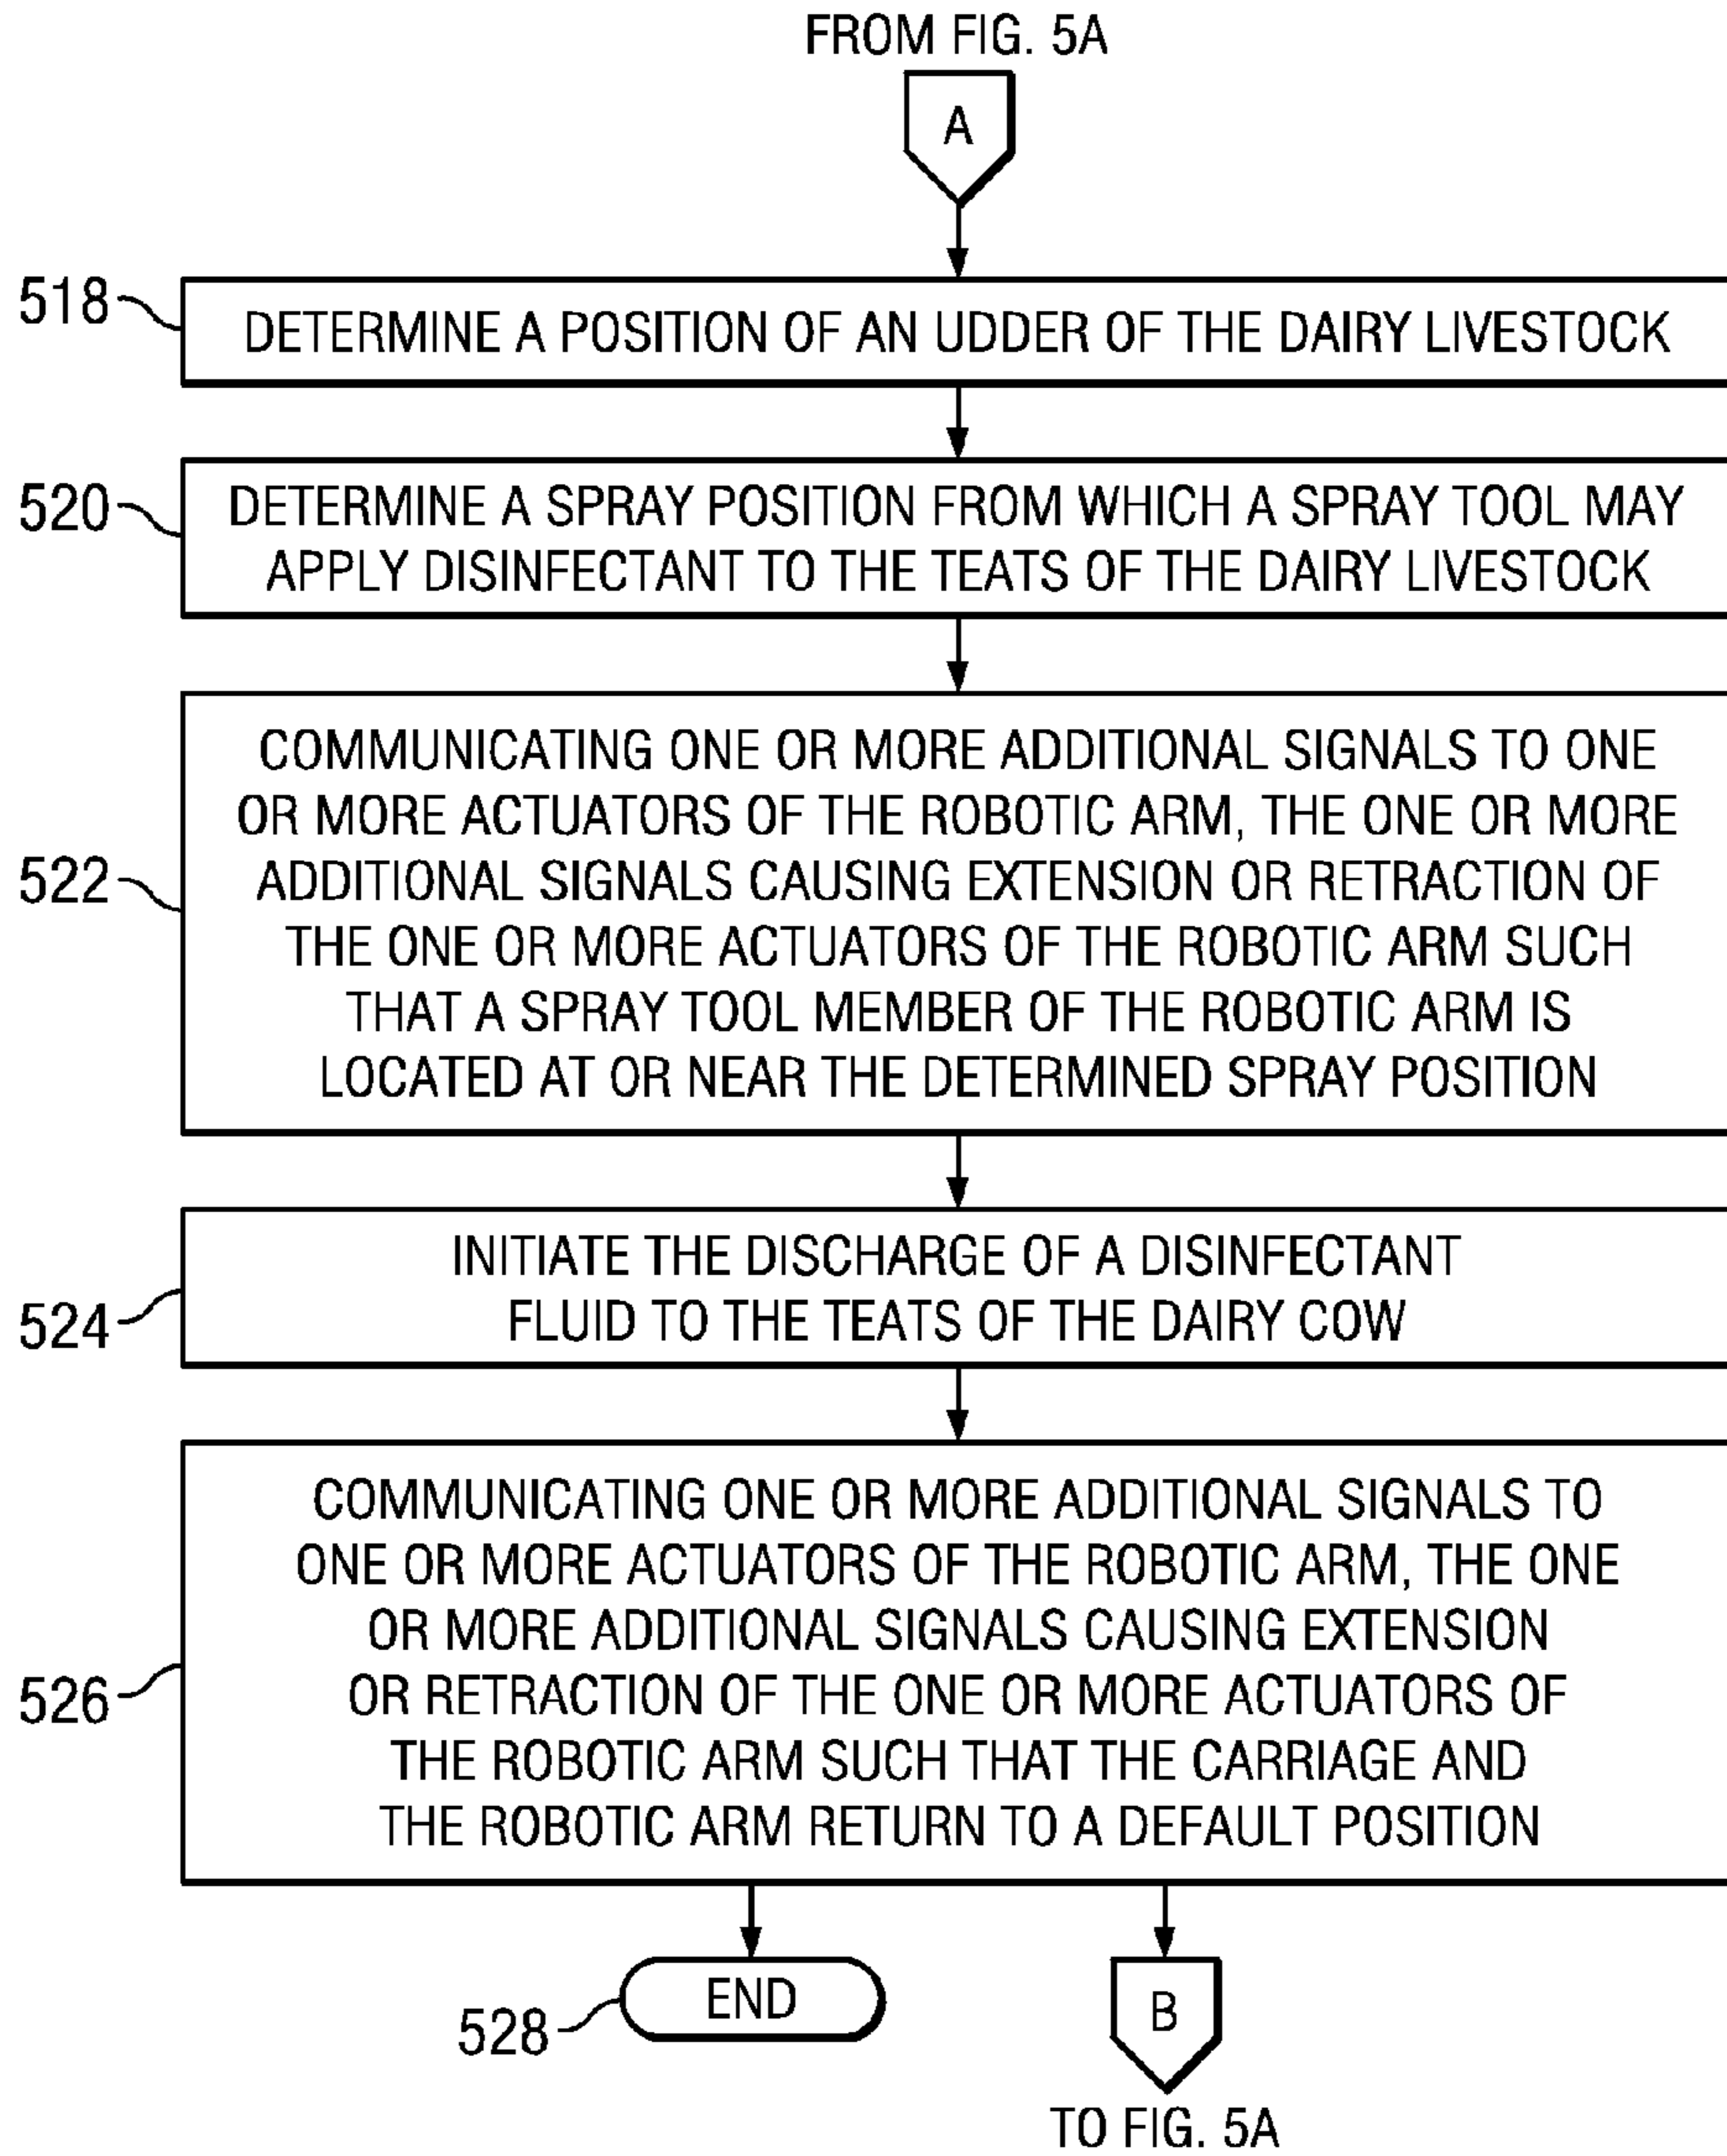 FROM FIG. 5A
A
518
DETERMINE A POSITION OF AN UDDER OF THE DAIRY LIVESTOCK
520
DETERMINE A SPRAY POSITION FROM WHICH A SPRAY TOOL MAY
APPLY DISINFECTANT TO THE TEATS OF THE DAIRY LIVESTOCK
522
COMMUNICATING ONE OR MORE ADDITIONAL SIGNALS TO ONE
OR MORE ACTUATORS OF THE ROBOTIC ARM, THE ONE OR MORE
ADDITIONAL SIGNALS CAUSING EXTENSION OR RETRACTION OF
THE ONE OR MORE ACTUATORS OF THE ROBOTIC ARM SUCH
THAT A SPRAY TOOL MEMBER OF THE ROBOTIC ARM IS
LOCATED AT OR NEAR THE DETERMINED SPRAY POSITION
524
INITIATE THE DISCHARGE OF A DISINFECTANT
FLUID TO THE TEATS OF THE DAIRY COW
526
COMMUNICATING ONE OR MORE ADDITIONAL SIGNALS TO
ONE OR MORE ACTUATORS OF THE ROBOTIC ARM, THE ONE
OR MORE ADDITIONAL SIGNALS CAUSING EXTENSION
OR RETRACTION OF THE ONE OR MORE ACTUATORS OF
THE ROBOTIC ARM SUCH THAT THE CARRIAGE AND
THE ROBOTIC ARM RETURN TO A DEFAULT POSITION
528
END
B
TO FIG. 5A